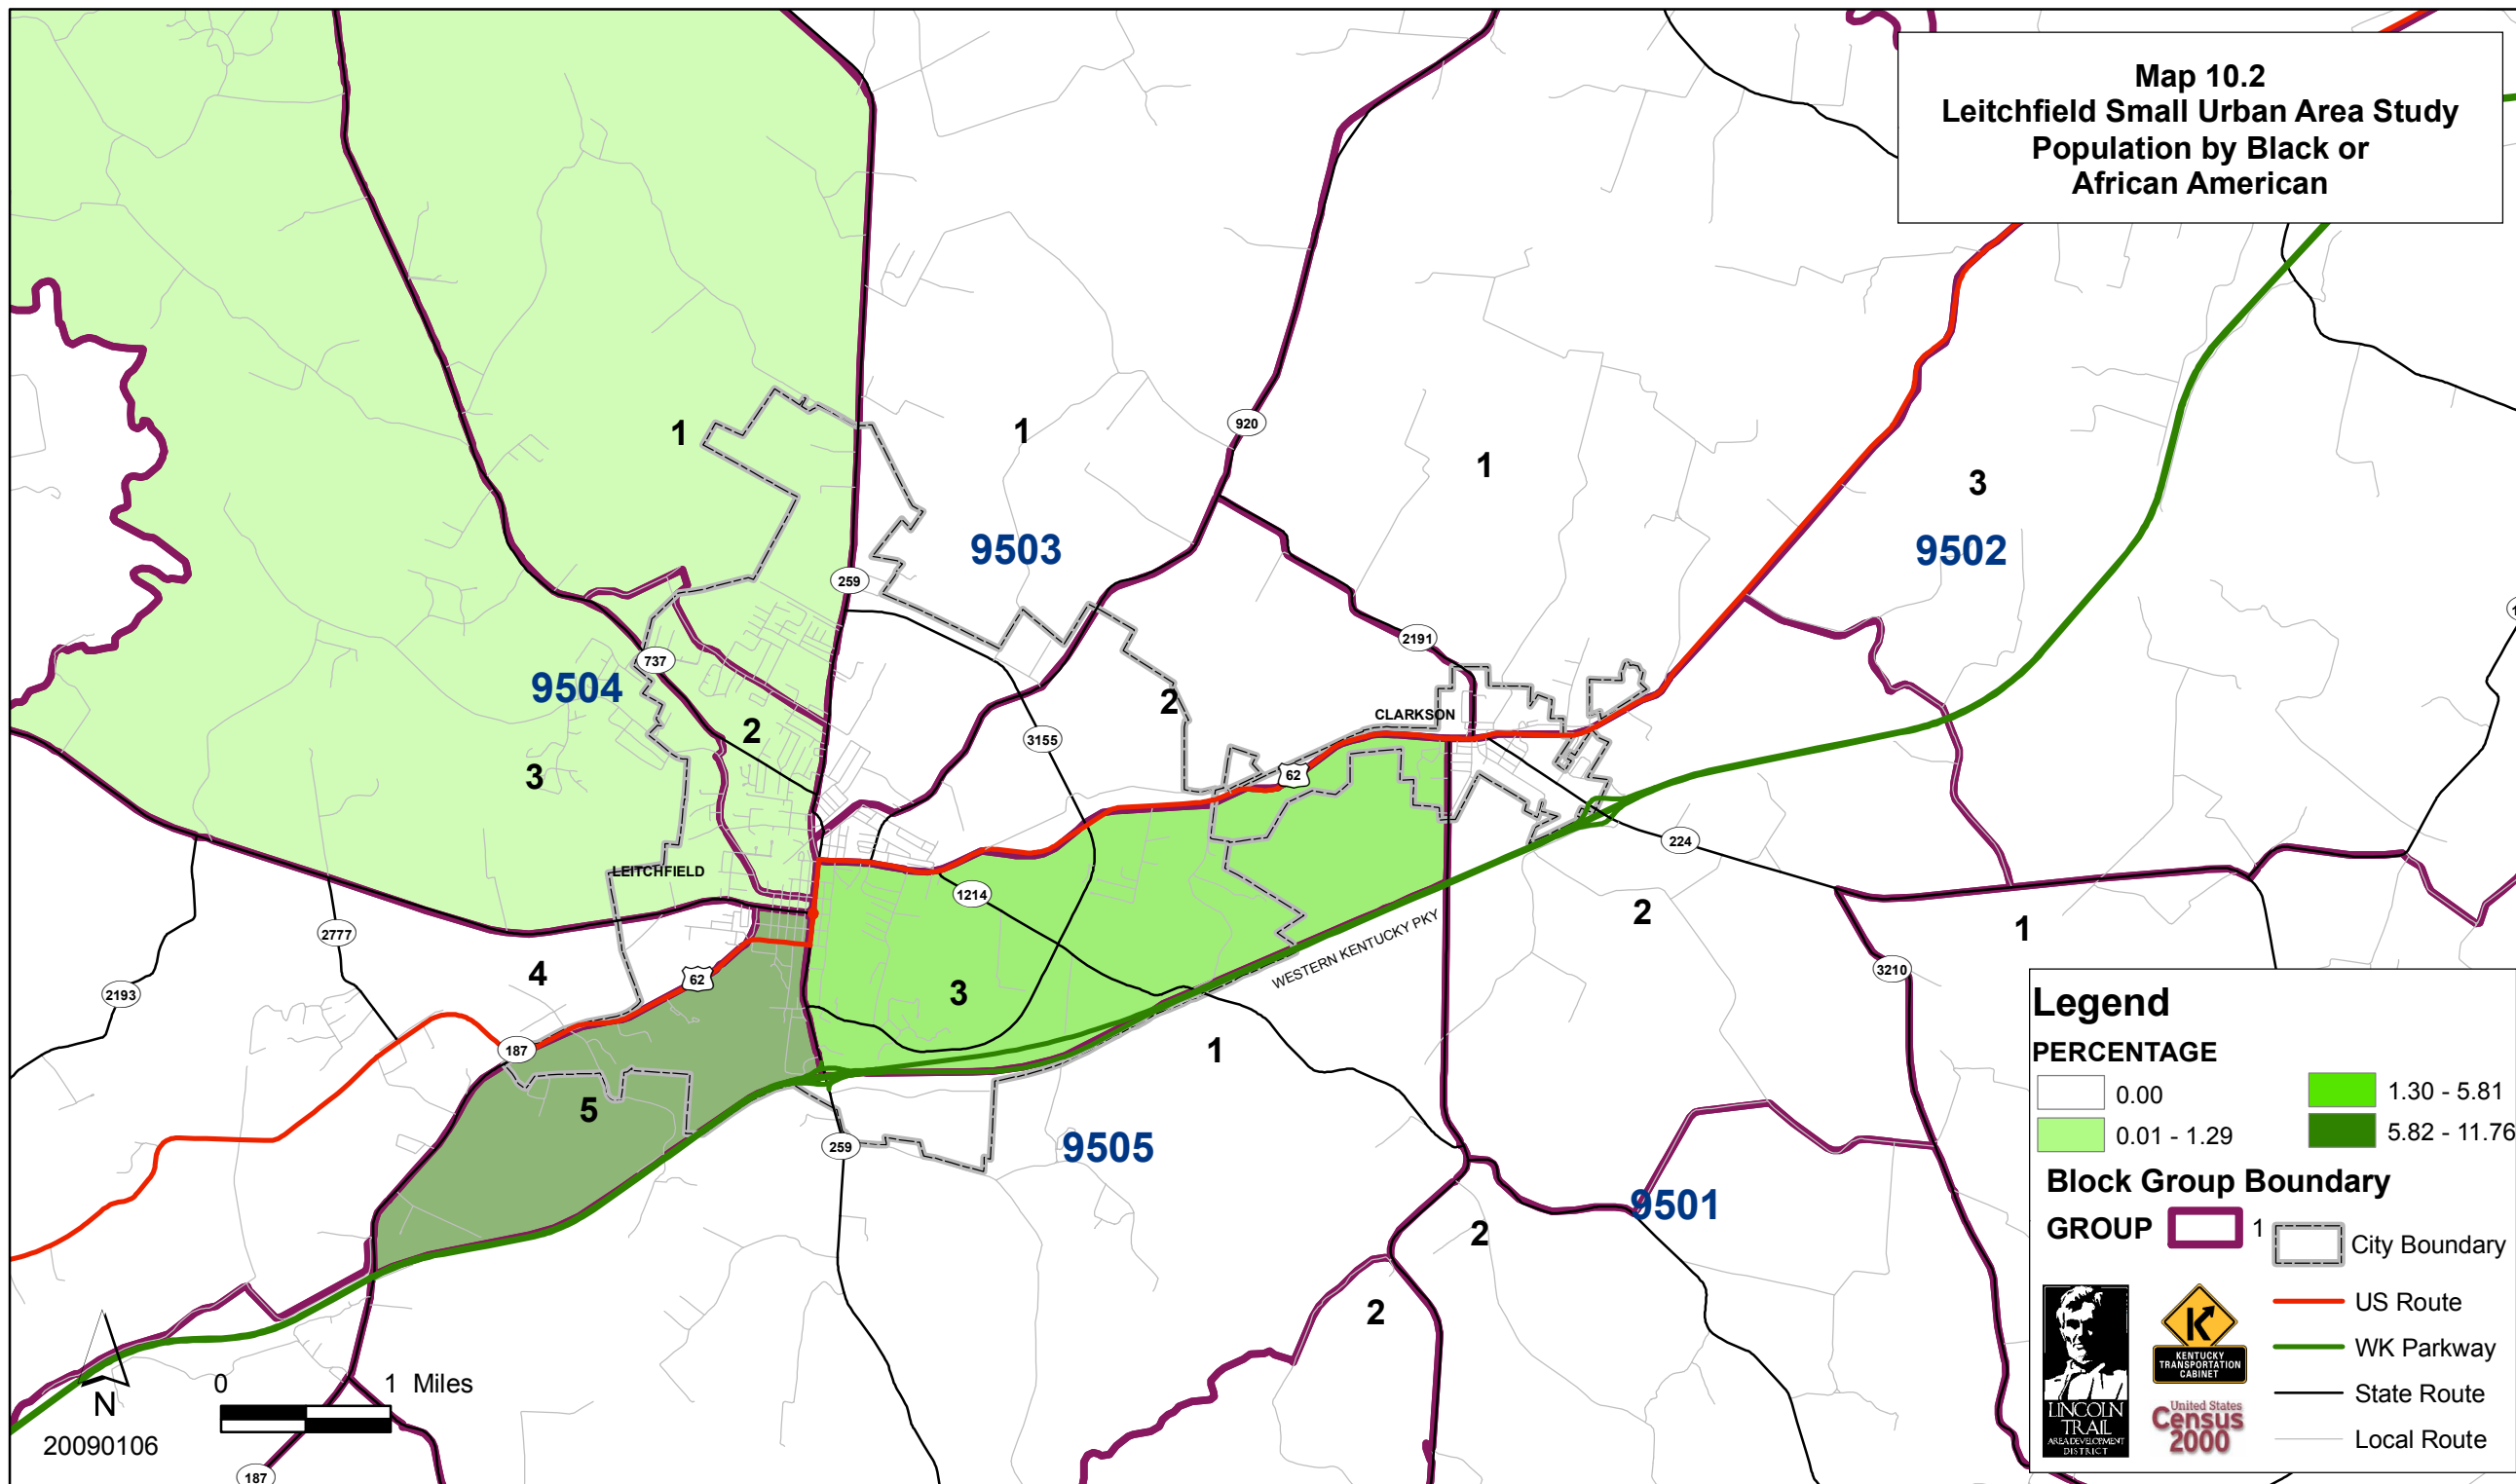 Map 10.2
Leitchfield Small Urban Area Study
Population by Black or
African American
1
1
920
1
3
9503
9502
259
2191
737
9504
2
CLARKSON
2
3155
3
62
224
LEITCHFIELD
1214
2
2777
1
WESTERN KENTUCKY PKY
4
3210
62
2193
3
187
1
5
259
9505
9501
2
2
187
Legend
PERCENTAGE
0.00
1.30 - 5.81
0.01 - 1.29
5.82 - 11.76
Block Group Boundary
GROUP 1
City Boundary
US Route
WK Parkway
State Route
Local Route
LINCOLN
TRAIL
AREA DEVELOPMENT
DISTRICT
K
KENTUCKY
TRANSPORTATION
CABINET
United States
Census
2000
0 1 Miles
N
20090106